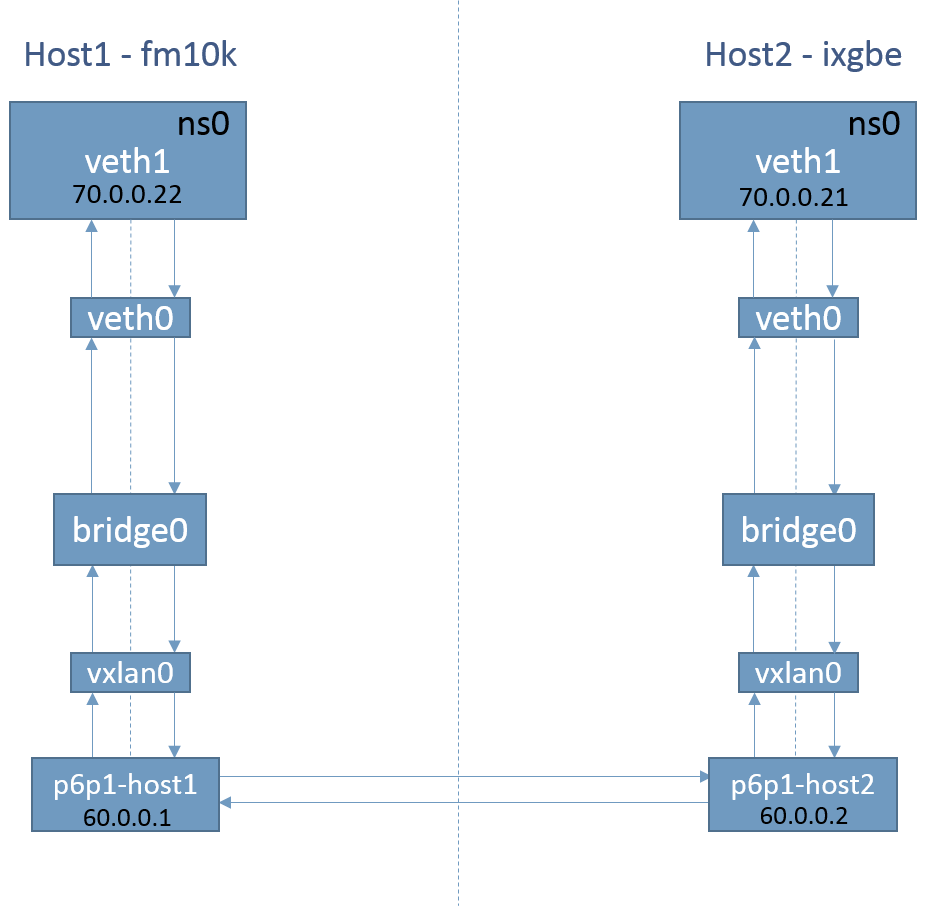 Host1 - fm10k
ns0
veth1
70.0.0.22
veth0
bridge0
vxlan0
p6p1-host1
60.0.0.1
Host2 - ixgbe
ns0
veth1
70.0.0.21
veth0
bridge0
vxlan0
p6p1-host2
60.0.0.2